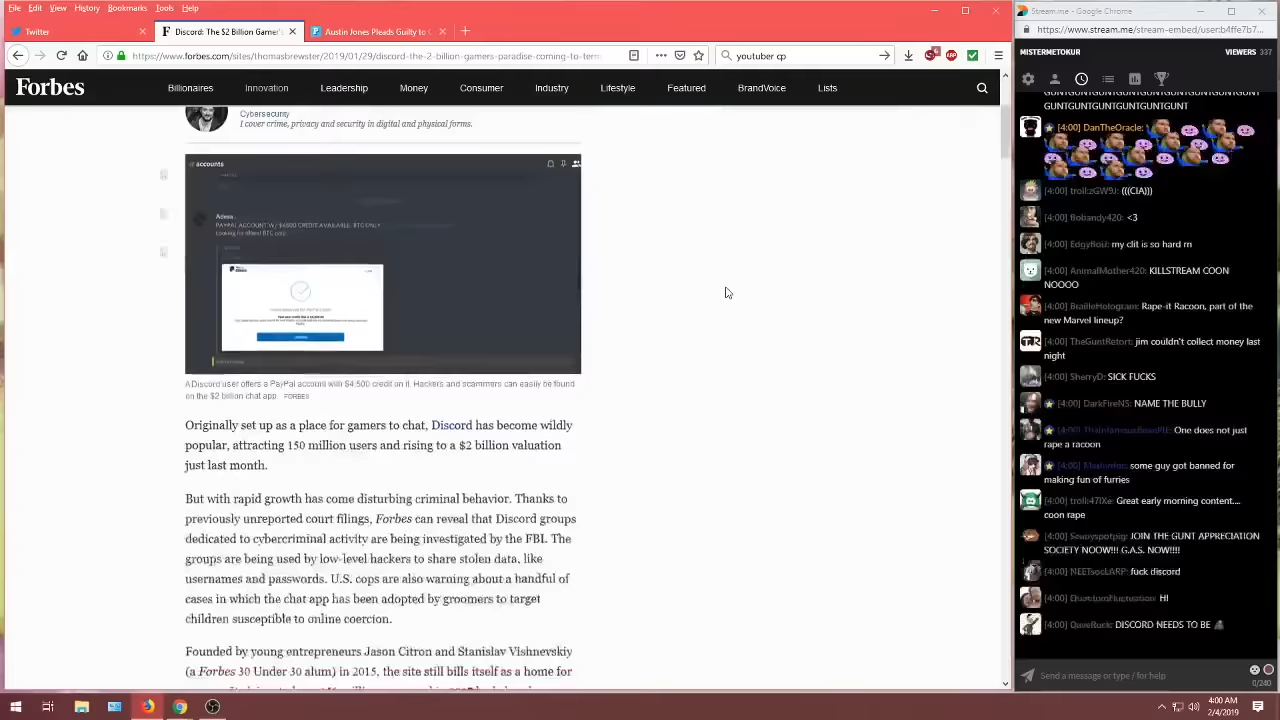 File Edit View History Bookmarks Tools Help
Twitter
Discord: The $2 Billion Gamer's
Austin Jones Pleads Guilty to
https://www.forbes.com/sites/thomasbrewster/2019/01/29/discord-the-2-billion-gamers-paradise-coming-to-term
youtuber cp
Forbes
Billionaires Innovation Leadership Money Consumer Industry Lifestyle Featured BrandVoice Lists
Cybersecurity
I cover crime, privacy and security in digital and physical forms.
accounts
PAYPAL ACCOUNT W/ $4500 CREDIT AVAILABLE. BTC ONLY
A Discord user offers a PayPal account with $4,500 credit on it. Hackers and scammers can easily be found
on the $2 billion chat app. FORBES
Originally set up as a place for gamers to chat, Discord has become wildly
popular, attracting 150 million users and rising to a $2 billion valuation
just last month.
But with rapid growth has come disturbing criminal behavior. Thanks to
previously unreported court filings, Forbes can reveal that Discord groups
dedicated to cybercriminal activity are being investigated by the FBI. The
groups are being used by low-level hackers to share stolen data, like
usernames and passwords. U.S. cops are also warning about a handful of
cases in which the chat app has been adopted by groomers to target
children susceptible to online coercion.
Founded by young entrepreneurs Jason Citron and Stanislav Vishnevskiy
(a Forbes 30 Under 30 alum) in 2015, the site still bills itself as a home for
Stream.me - Google Chrome
https://www.stream.me/stream-embed/userb4ffe7b7...
MISTERMETOKUR
VIEWERS
GUNTGUNTGUNTGUNTGUNTGUNT
[4:00] DanTheOracle:
[4:00] troll:zGW9J: (((CIA)))
[4:00] Bobandy420: <3
[4:00] my clit is so hard rn
[4:00] AnimalMother420: KILLSTREAM COON
NOOOO
[4:00] BrailleHologram: Rape-it Racoon, part of the
new Marvel lineup?
[4:00] TheGuntRetort: jim couldn't collect money last
night
[4:00] SherryD: SICK FUCKS
[4:00] DarkFireNS: NAME THE BULLY
[4:00] One does not just
rape a racoon
[4:00] some guy got banned for
making fun of furries
[4:00] troll:47IXe: Great early morning content....
coon rape
[4:00] JOIN THE GUNT APPRECIATION
SOCIETY NOOW!!! G.A.S. NOW!!!!
[4:00] NEETsocLARP: fuck discord
[4:00] HI
[4:00] DISCORD NEEDS TO BE
Send a message or type / for help
0/240
4:00 AM
2/6/2019